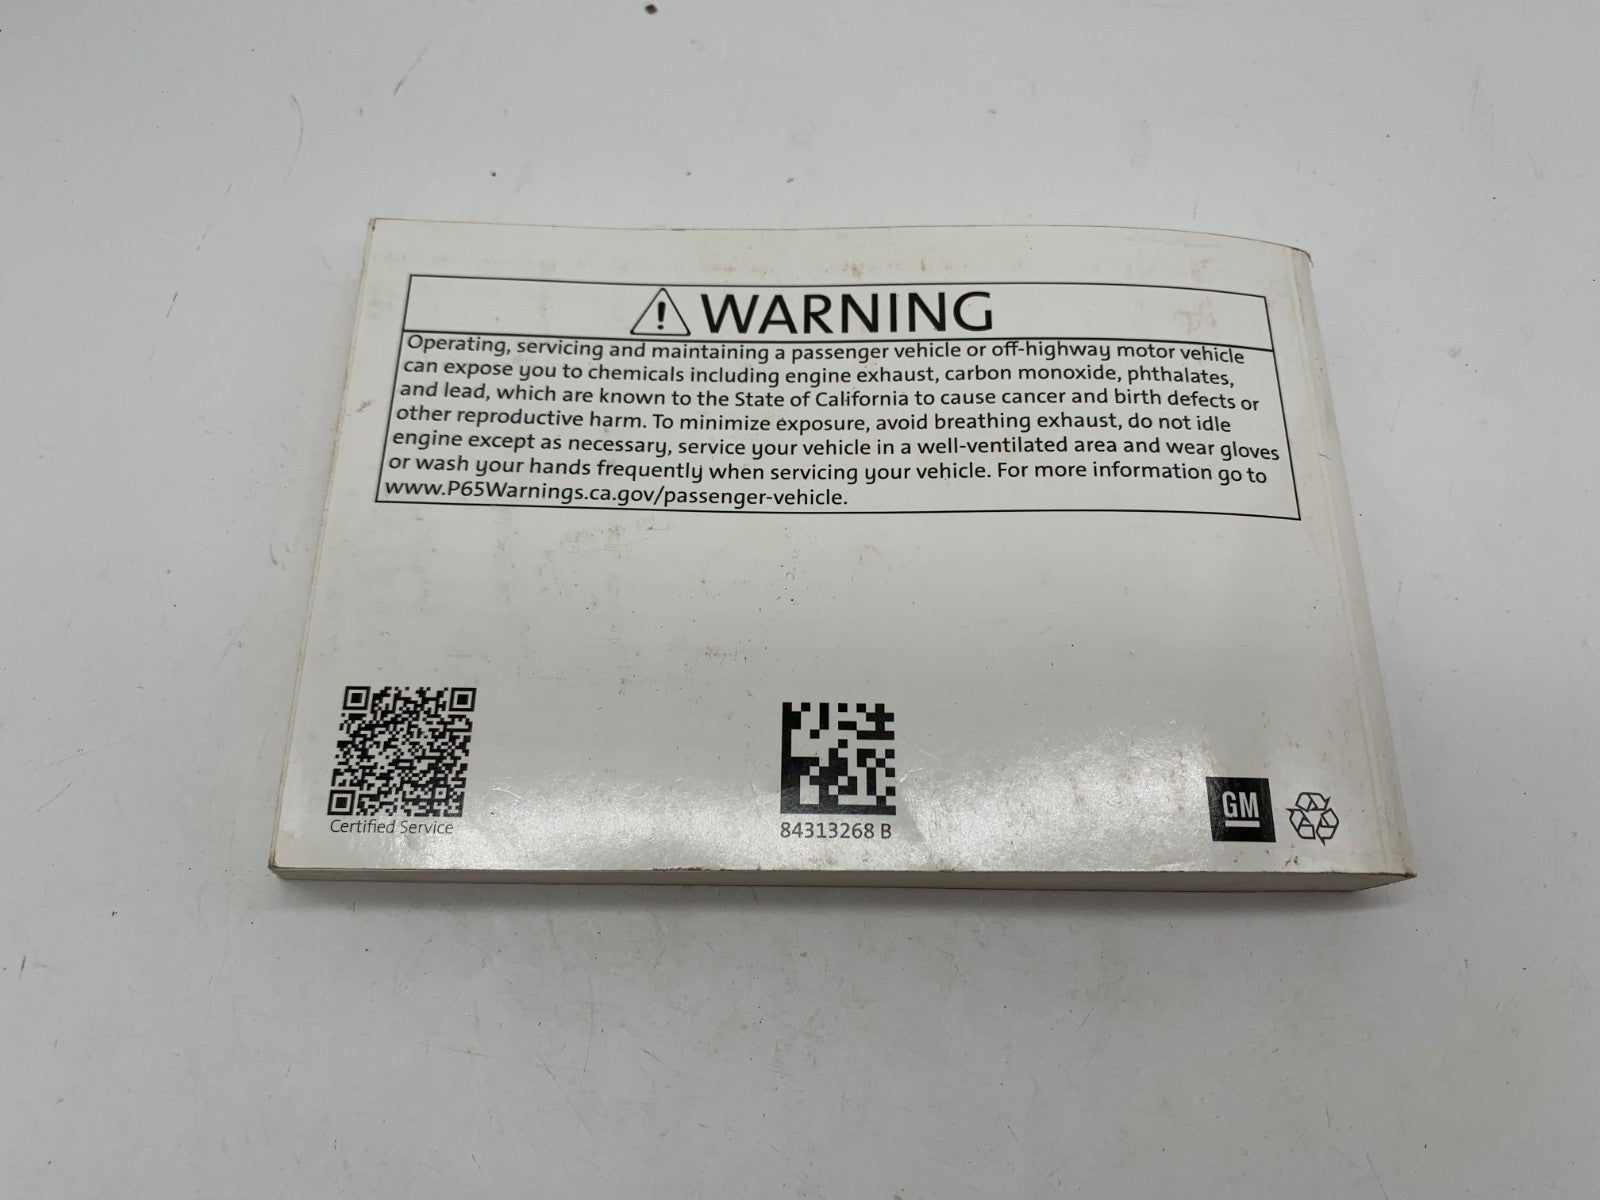 WARNING
Operating, servicing and maintaining a passenger vehicle or off-highway motor vehicle
can expose you to chemicals including engine exhaust, carbon monoxide, phthalates,
and lead, which are known to the State of California to cause cancer and birth defects or
other reproductive harm. To minimize exposure, avoid breathing exhaust, do not idle
engine except as necessary, service your vehicle in a well-ventilated area and wear gloves
or wash your hands frequently when servicing your vehicle. For more information go to
www.P65Warnings.ca.gov/passenger-vehicle.
Certified Service
84313268 B
GM